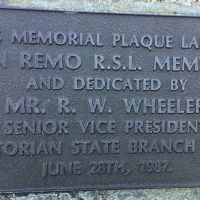 MEMORIAL PLAQUE LA
REMO R.S.L. MEM
AND DEDICATED BY
MR. R. W. WHEELER
SENIOR VICE PRESIDENT
TORIAN STATE BRANCH
JUNE 28TH, 1987.